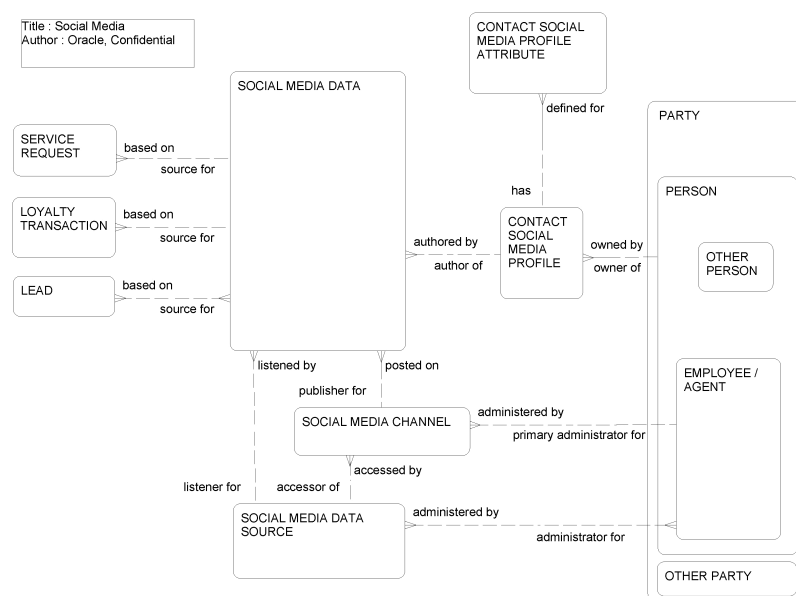 Title : Social Media
Author : Oracle, Confidential
CONTACT SOCIAL
MEDIA PROFILE
ATTRIBUTE
SOCIAL MEDIA DATA
defined for
PARTY
SERVICE
REQUEST
based on
source for
has
PERSON
LOYALTY
TRANSACTION
based on
source for
CONTACT
SOCIAL
MEDIA
PROFILE
authored by
author of
owned by
owner of
OTHER
PERSON
LEAD
based on
source for
listened by
posted on
publisher for
EMPLOYEE /
AGENT
SOCIAL MEDIA CHANNEL
administered by
primary administrator for
accessed by
listener for
accessor of
SOCIAL MEDIA DATA
SOURCE
administered by
administrator for
OTHER PARTY